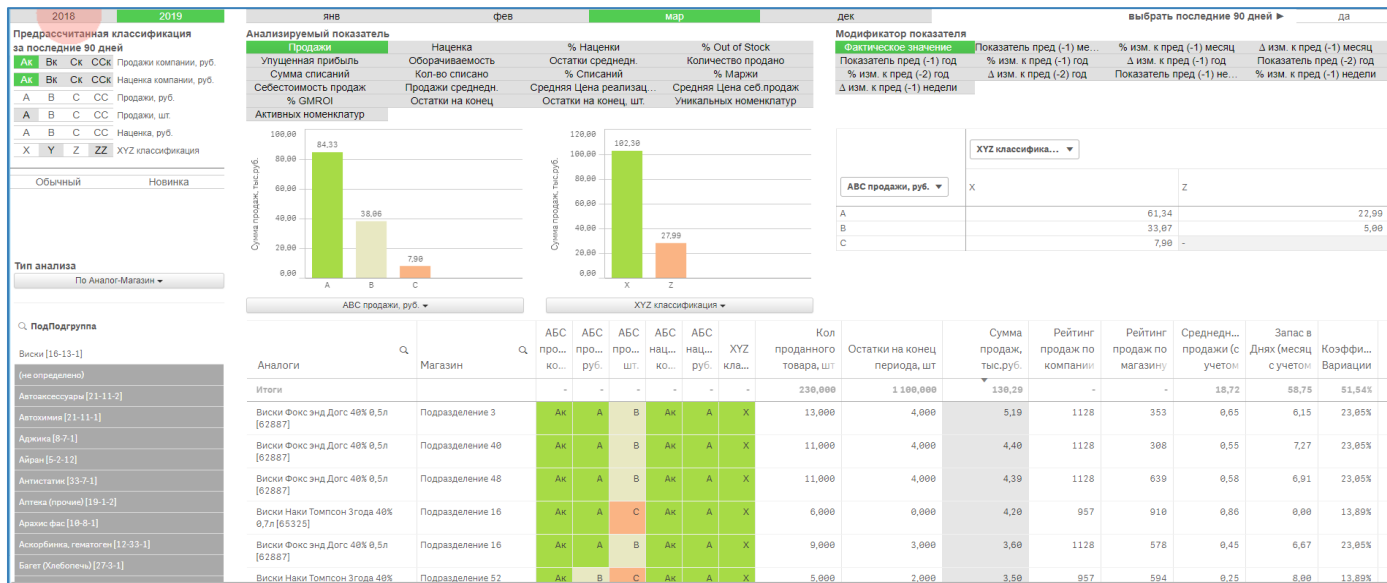 2018 2019 янв фев мар дек выбрать последние 90 дней ► да
Предрассчитанная классификация
за последние 90 дней
Ак Вк Ск ССк Продажи компании, руб.
Ак Вк Ск ССк Наценка компании, руб.
A B C CC Продажи, руб.
A B C CC Продажи, шт.
A B C CC Наценка, руб.
X Y Z ZZ XYZ классификация
Обычный Новинка
Тип анализа
По Аналог-Магазин
Анализируемый показатель
Продажи Наценка % Наценки % Out of Stock
Упущенная прибыль Оборачиваемость Остатки среднедн. Количество продано
Сумма списаний Кол-во списано % Списаний % Маржи
Себестоимость продаж Продажи среднедн. Средняя Цена реализац... Средняя Цена себ.продаж
% GMROI Остатки на конец Остатки на конец, шт. Уникальных номенклатур
Активных номенклатур
Модификатор показателя
Фактическое значение Показатель пред (-1) ме... % изм. к пред (-1) месяц Δ изм. к пред (-1) месяц
Показатель пред (-1) год % изм. к пред (-1) год Δ изм. к пред (-1) год Показатель пред (-2) год
% изм. к пред (-2) год Δ изм. к пред (-2) год Показатель пред (-1) не... % изм. к пред (-1) недели
Δ изм. к пред (-1) недели
Сумма продаж, тыс.руб.
100,00
80,00
60,00
40,00
20,00
0,00
84,33
38,06
7,90
A B C
ABC продажи, руб.
Сумма продаж, тыс.руб.
120,00
100,00
80,00
60,00
40,00
20,00
0,00
102,30
27,99
X Z
XYZ классификация
XYZ классифика...
ABC продажи, руб. X Z
A 61,34 22,99
B 33,07 5,00
C 7,90 -
ПодПодгруппа
Виски [16-13-1]
(не определено)
Автоаксессуары [21-11-2]
Автохимия [21-11-1]
Аджика [8-7-1]
Айран [5-2-12]
Антистатик [33-7-1]
Аптека (прочие) [19-1-2]
Арахис фас [10-8-1]
Аскорбинка, гематоген [12-33-1]
Багет (Хлебопечь) [27-3-1]
АБС АБС АБС АБС АБС Кол Сумма Рейтинг Рейтинг Среднедн... Запас в
про... про... про... нац... нац... XYZ проданного Остатки на конец продаж, продаж по продаж по продажи (с Днях (месяц Коэффи...
Аналоги Магазин ко... руб. шт. ко... руб. кла... товара, шт периода, шт тыс.руб. компании магазину учетом с учетом Вариации
Итоги - - - - - - 230,000 1 100,000 130,29 - - 18,72 58,75 51,54%
Виски Фокс энд Догс 40% 0,5л Подразделение 3 Ак A B Ак A X 13,000 4,000 5,19 1128 353 0,65 6,15 23,05%
[62887]
Виски Фокс энд Догс 40% 0,5л Подразделение 40 Ак A B Ак A X 11,000 4,000 4,40 1128 308 0,55 7,27 23,05%
[62887]
Виски Фокс энд Догс 40% 0,5л Подразделение 48 Ак A B Ак A X 11,000 4,000 4,39 1128 639 0,58 6,91 23,05%
[62887]
Виски Наки Томпсон 3года 40% Подразделение 16 Ак A C Ак A X 6,000 0,000 4,20 957 910 0,86 0,00 13,89%
0,7л [65325]
Виски Фокс энд Догс 40% 0,5л Подразделение 16 Ак A B Ак A X 9,000 3,000 3,60 1128 578 0,45 6,67 23,05%
[62887]
Виски Наки Томпсон 3года 40% Подразделение 52 Ак B C Ак A X 5,000 2,000 3,50 957 594 0,25 8,00 13,89%